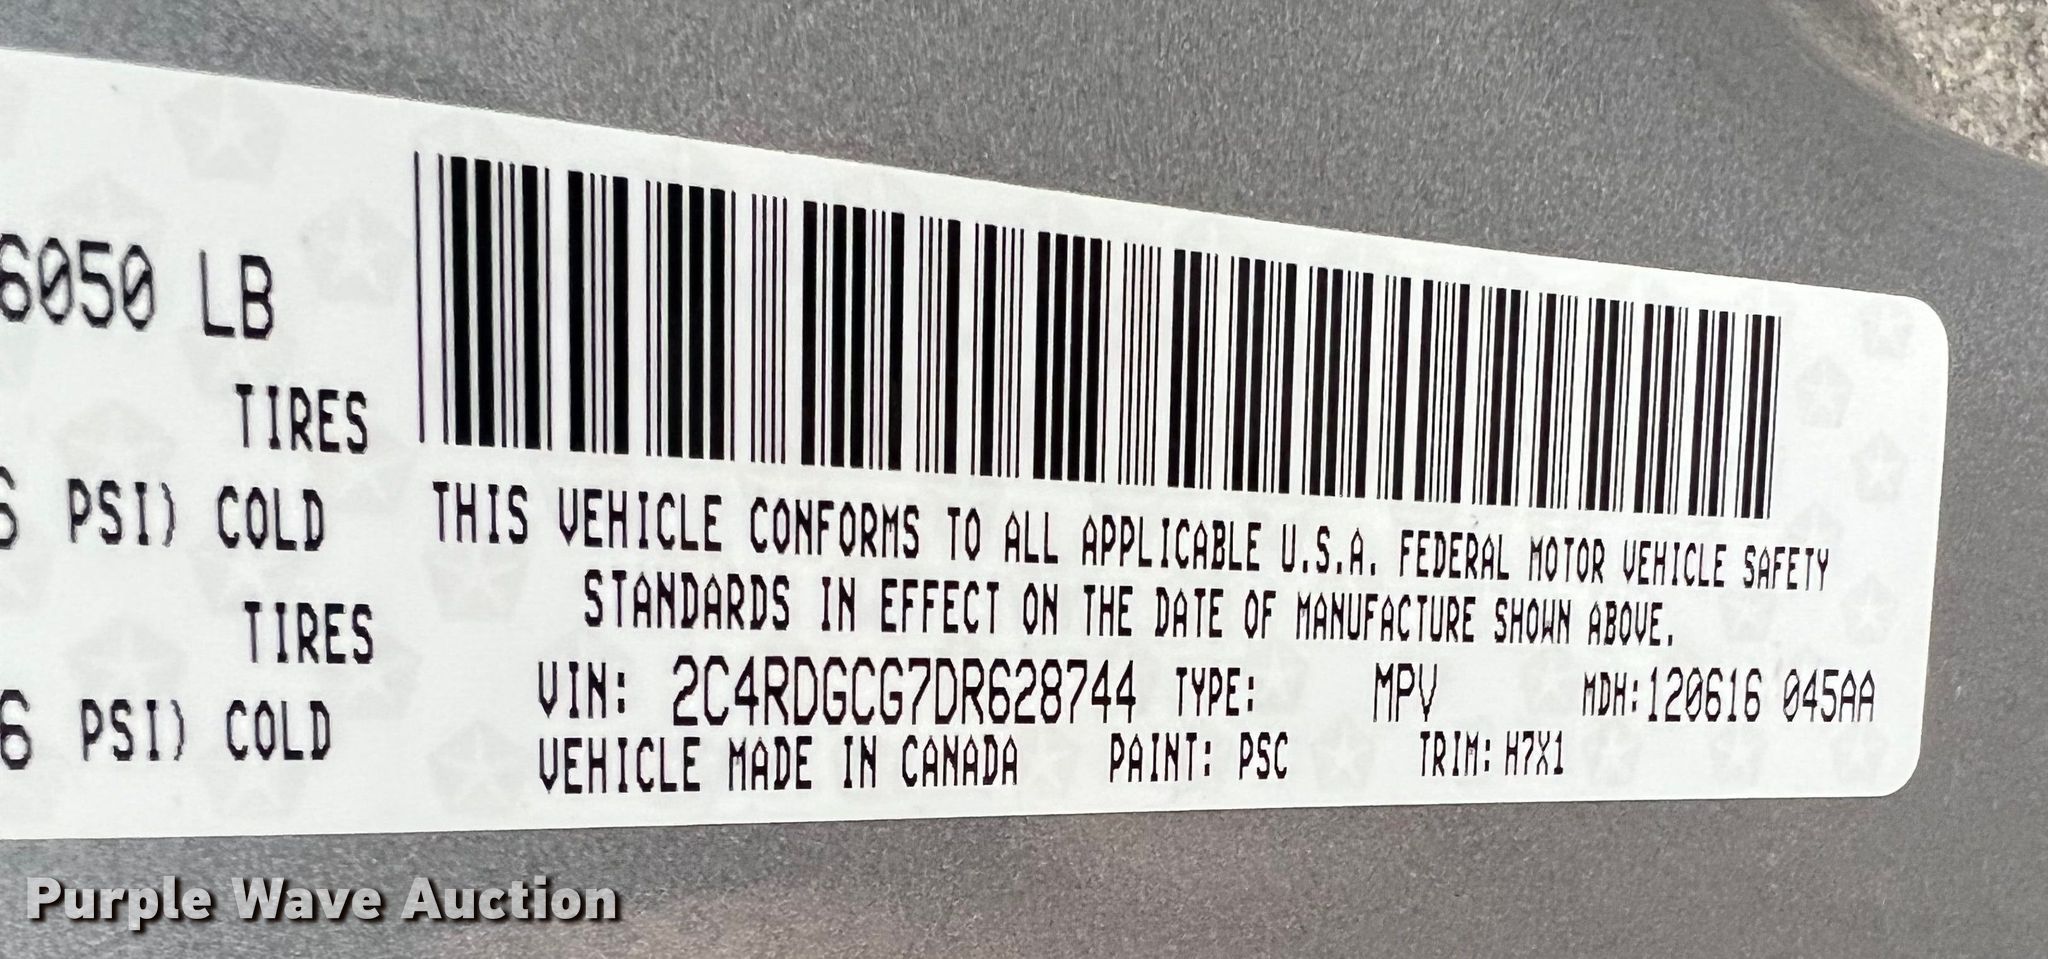 6050 LB
TIRES
PSI) COLD
TIRES
6 PSI) COLD
THIS VEHICLE CONFORMS TO ALL APPLICABLE U.S.A. FEDERAL MOTOR VEHICLE SAFETY
STANDARDS IN EFFECT ON THE DATE OF MANUFACTURE SHOWN ABOVE.
VIN: 2C4RDGCG7DR628744 TYPE: MPV MDH:120616 045AA
VEHICLE MADE IN CANADA PAINT: PSC TRIM: H7X1
Purple Wave Auction